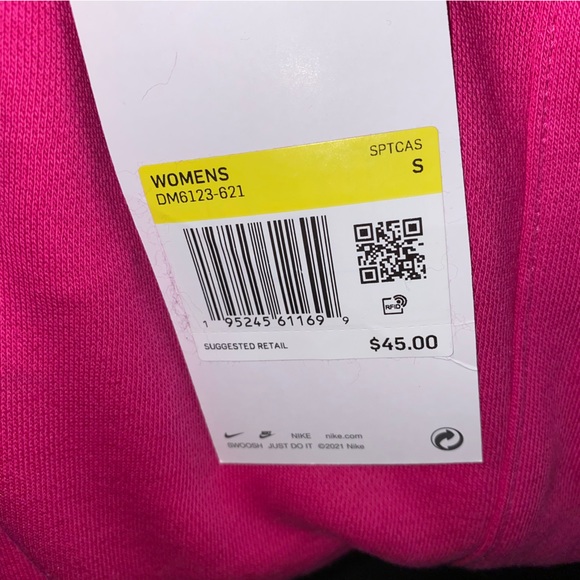 WOMENS
DM6123-621
SPTCAS
S
1 95245 61169 9
RFID
SUGGESTED RETAIL
$45.00
NIKE nike.com
SWOOSH JUST DO IT ©2021 Nike